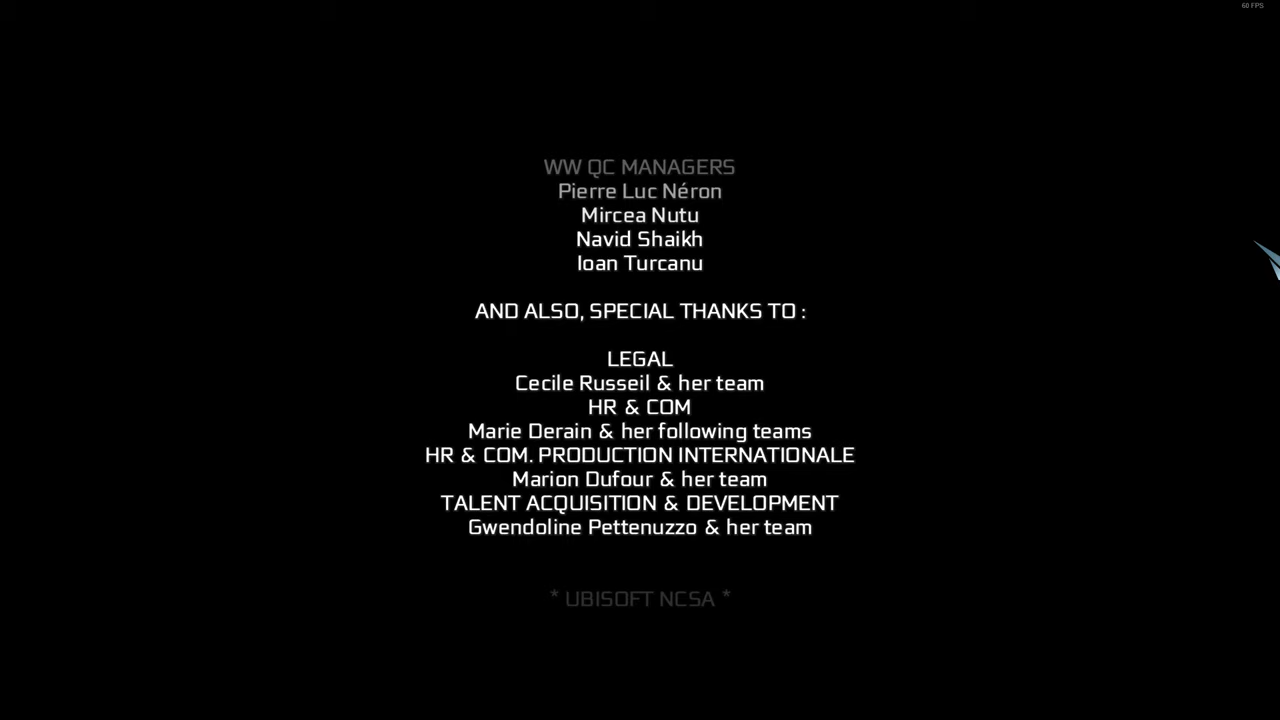 60 FPS
WW QC MANAGERS
Pierre Luc Néron
Mircea Nutu
Navid Shaikh
Ioan Turcanu
AND ALSO, SPECIAL THANKS TO :
LEGAL
Cecile Russeil & her team
HR & COM
Marie Derain & her following teams
HR & COM. PRODUCTION INTERNATIONALE
Marion Dufour & her team
TALENT ACQUISITION & DEVELOPMENT
Gwendoline Pettenuzzo & her team
* UBISOFT NCSA *